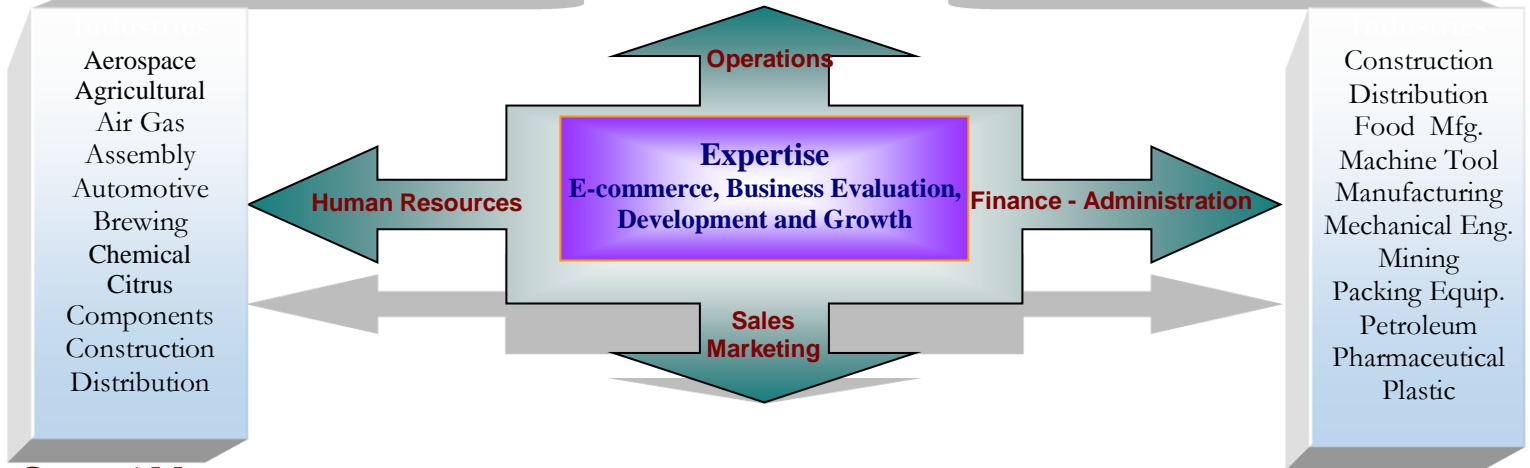 Industries
Aerospace
Agricultural
Air Gas
Assembly
Automotive
Brewing
Chemical
Citrus
Components
Construction
Distribution
Operations
Human Resources
Expertise
E-commerce, Business Evaluation,
Development and Growth
Finance - Administration
Sales
Marketing
Industries
Construction
Distribution
Food Mfg.
Machine Tool
Manufacturing
Mechanical Eng.
Mining
Packing Equip.
Petroleum
Pharmaceutical
Plastic